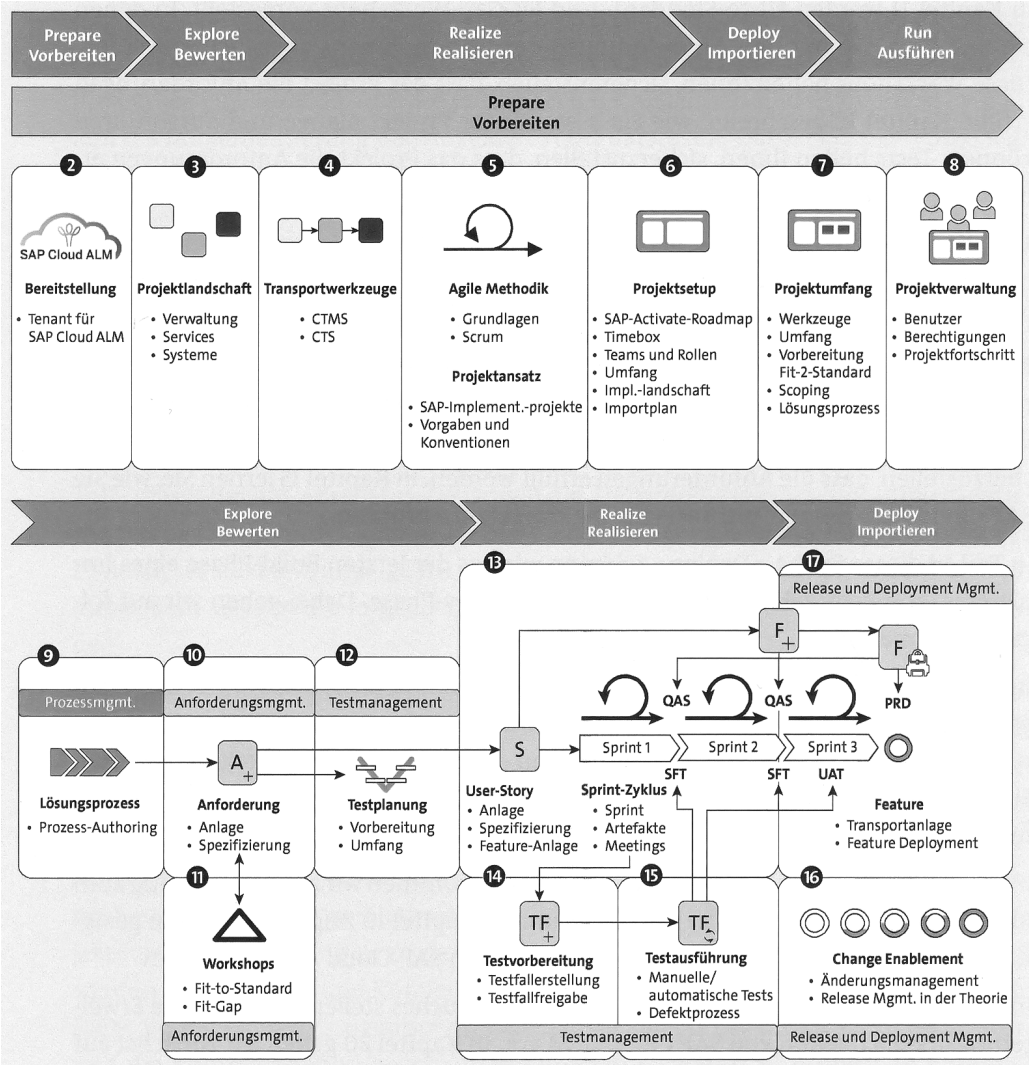 Prepare
Vorbereiten
Explore
Bewerten
Realize
Realisieren
Deploy
Importieren
Run
Ausführen
Prepare
Vorbereiten
2
SAP Cloud ALM
Bereitstellung
• Tenant für
SAP Cloud ALM
3
Projektlandschaft
• Verwaltung
• Services
• Systeme
4
Transportwerkzeuge
• CTMS
• CTS
5
Agile Methodik
• Grundlagen
• Scrum
Projektansatz
• SAP-Implement.-projekte
• Vorgaben und
Konventionen
6
Projektsetup
• SAP-Activate-Roadmap
• Timebox
• Teams und Rollen
• Umfang
• Impl.-landschaft
• Importplan
7
Projektumfang
• Werkzeuge
• Umfang
• Vorbereitung
Fit-2-Standard
• Scoping
• Lösungsprozess
8
Projektverwaltung
• Benutzer
• Berechtigungen
• Projektfortschritt
Explore
Bewerten
Realize
Realisieren
Deploy
Importieren
9
Prozessmgmt.
Lösungsprozess
• Prozess-Authoring
10
Anforderungsmgmt.
A
+
Anforderung
• Anlage
• Spezifizierung
11
Workshops
• Fit-to-Standard
• Fit-Gap
Anforderungsmgmt.
12
Testmanagement
Testplanung
• Vorbereitung
• Umfang
13
S
User-Story
• Anlage
• Spezifizierung
• Feature-Anlage
F
+
QAS
QAS
Sprint 1
Sprint 2
Sprint 3
SFT
SFT
UAT
Sprint-Zyklus
• Sprint
• Artefakte
• Meetings
17
Release und Deployment Mgmt.
F
PRD
Feature
• Transportanlage
• Feature Deployment
14
TF
+
Testvorbereitung
• Testfallerstellung
• Testfallfreigabe
15
TF
Testausführung
• Manuelle/
automatische Tests
• Defektprozess
Testmanagement
16
Change Enablement
• Änderungsmanagement
• Release Mgmt. in der Theorie
Release und Deployment Mgmt.